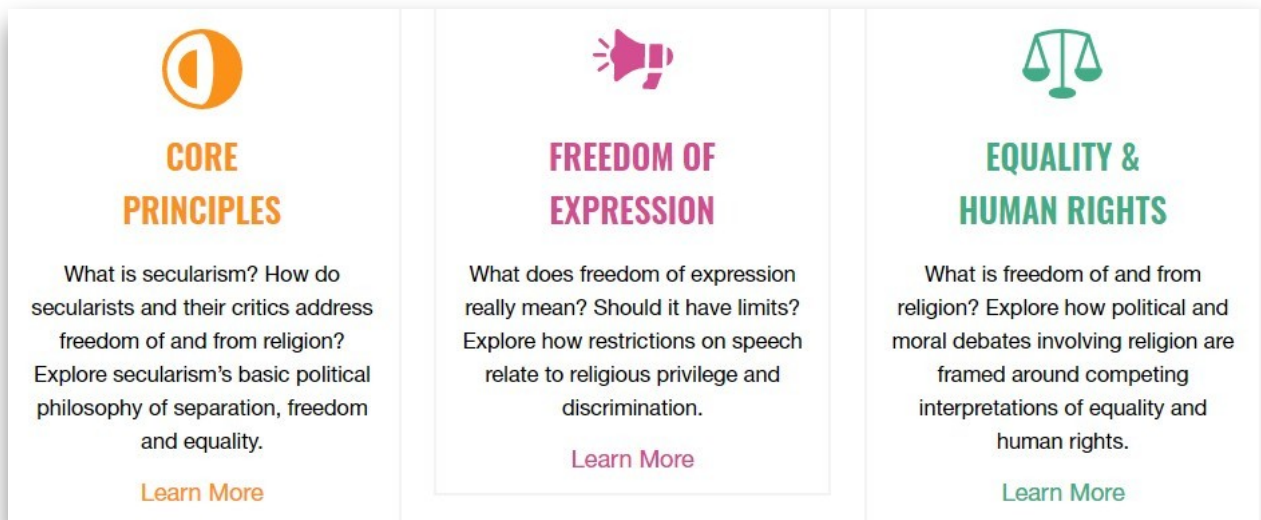 CORE
PRINCIPLES
What is secularism? How do
secularists and their critics address
freedom of and from religion?
Explore secularism's basic political
philosophy of separation, freedom
and equality.
Learn More
FREEDOM OF
EXPRESSION
What does freedom of expression
really mean? Should it have limits?
Explore how restrictions on speech
relate to religious privilege and
discrimination.
Learn More
EQUALITY &
HUMAN RIGHTS
What is freedom of and from
religion? Explore how political and
moral debates involving religion are
framed around competing
interpretations of equality and
human rights.
Learn More